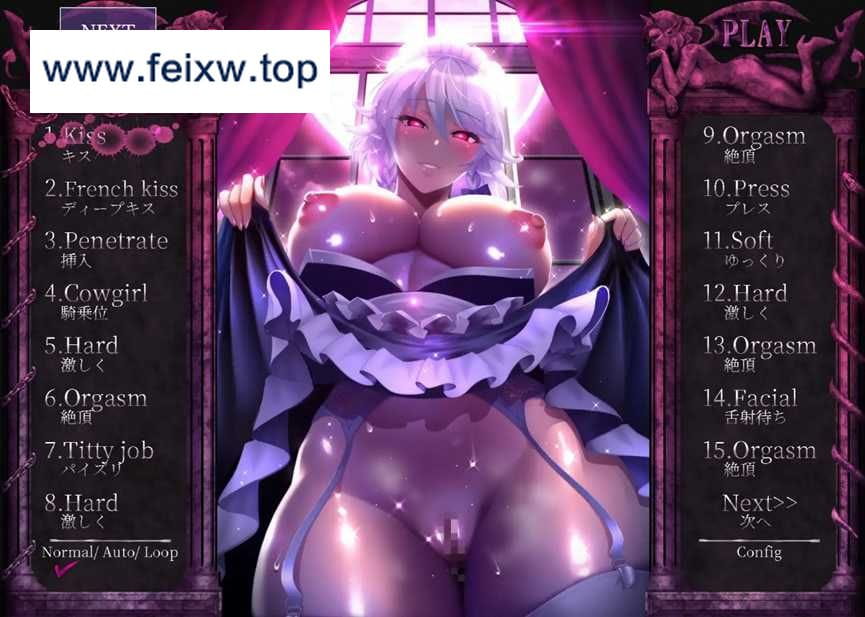 NEXT
www.feixw.top
1.Kiss
キス
2.French kiss
ディープキス
3.Penetrate
挿入
4.Cowgirl
騎乗位
5.Hard
激しく
6.Orgasm
絶頂
7.Titty job
パイズリ
8.Hard
激しく
Normal/ Auto/ Loop
PLAY
9.Orgasm
絶頂
10.Press
プレス
11.Soft
ゆっくり
12.Hard
激しく
13.Orgasm
絶頂
14.Facial
舌射待ち
15.Orgasm
絶頂
Next>>
次へ
Config